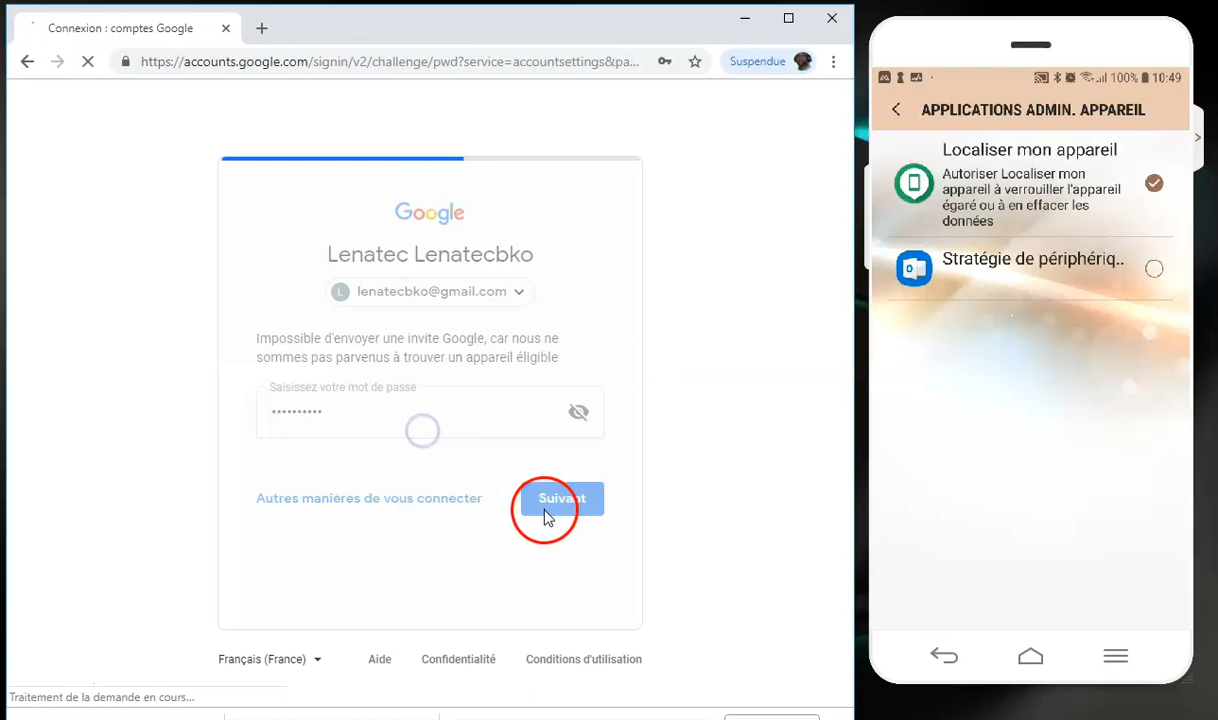 Connexion : comptes Google
https://accounts.google.com/signin/v2/challenge/pwd?service=accountsettings&pa...
Suspendue
Google
Lenatec Lenatecbko
L
lenatecbko@gmail.com
Impossible d'envoyer une invite Google, car nous ne
sommes pas parvenus à trouver un appareil éligible
Saisissez votre mot de passe
••••••••••
Autres manières de vous connecter
Suivant
Français (France)
Aide
Confidentialité
Conditions d'utilisation
Traitement de la demande en cours...
100% 10:49
APPLICATIONS ADMIN. APPAREIL
Localiser mon appareil
Autoriser Localiser mon
appareil à verrouiller l'appareil
égaré ou à en effacer les
données
Stratégie de périphériq..